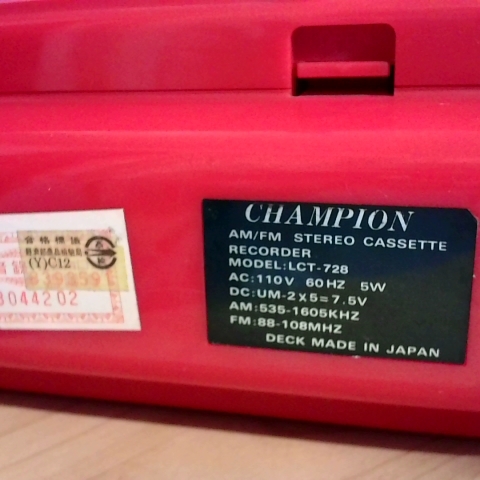 合格標誌
(Y)C12
3044202
CHAMPION
AM/FM STEREO CASSETTE
RECORDER
MODEL:LCT-728
AC:110V 60HZ 5W
DC:UM-2X5=7.5V
AM:535-1605KHZ
FM:88-108MHZ
DECK MADE IN JAPAN